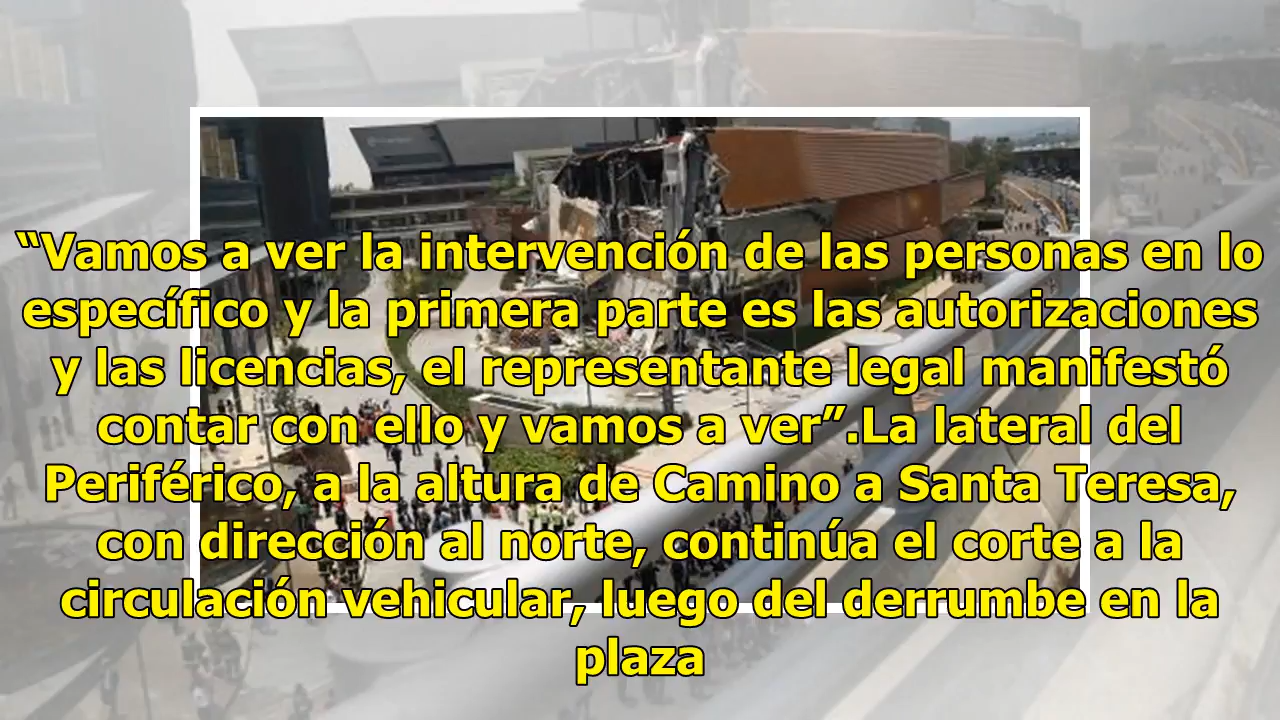 “Vamos a ver la intervención de las personas en lo
específico y la primera parte es las autorizaciones
y las licencias, el representante legal manifestó
contar con ello y vamos a ver”.La lateral del
Periférico, a la altura de Camino a Santa Teresa,
con dirección al norte, continúa el corte a la
circulación vehicular, luego del derrumbe en la
plaza